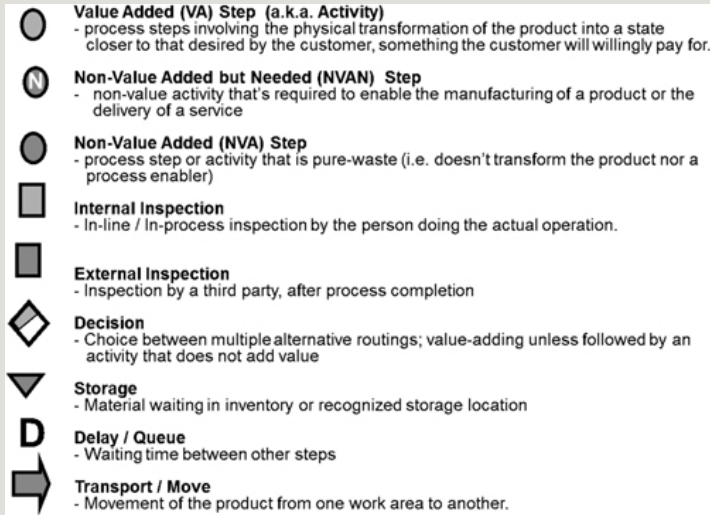 Value Added (VA) Step (a.k.a. Activity)
- process steps involving the physical transformation of the product into a state
closer to that desired by the customer, something the customer will willingly pay for.
N
Non-Value Added but Needed (NVAN) Step
- non-value activity that's required to enable the manufacturing of a product or the
delivery of a service
Non-Value Added (NVA) Step
- process step or activity that is pure-waste (i.e. doesn't transform the product nor a
process enabler)
Internal Inspection
- In-line / In-process inspection by the person doing the actual operation.
External Inspection
- Inspection by a third party, after process completion
Decision
- Choice between multiple alternative routings; value-adding unless followed by an
activity that does not add value
Storage
- Material waiting in inventory or recognized storage location
D
Delay / Queue
- Waiting time between other steps
Transport / Move
- Movement of the product from one work area to another.